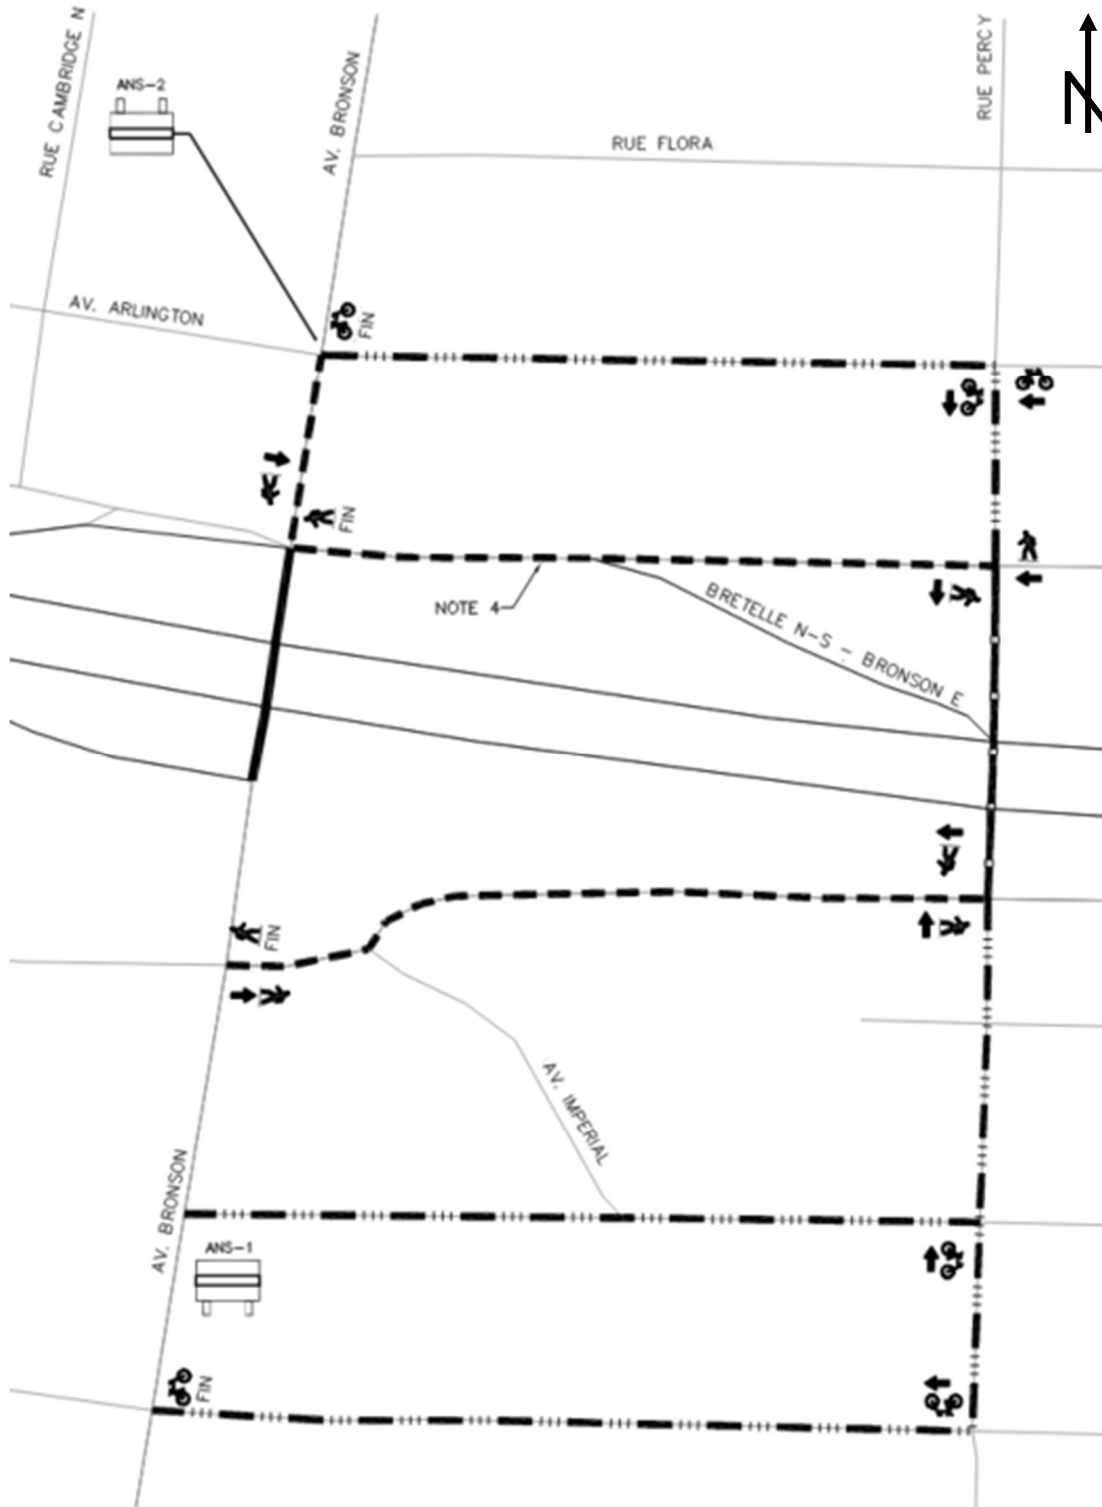 RUE CAMBRIDGE N
ANS-2
AV. BRONSON
RUE PERCY
N
RUE FLORA
AV. ARLINGTON
FIN
FIN
NOTE 4
BRETELLE N-S - BRONSON E
FIN
AV. IMPERIAL
AV. BRONSON
ANS-1
FIN